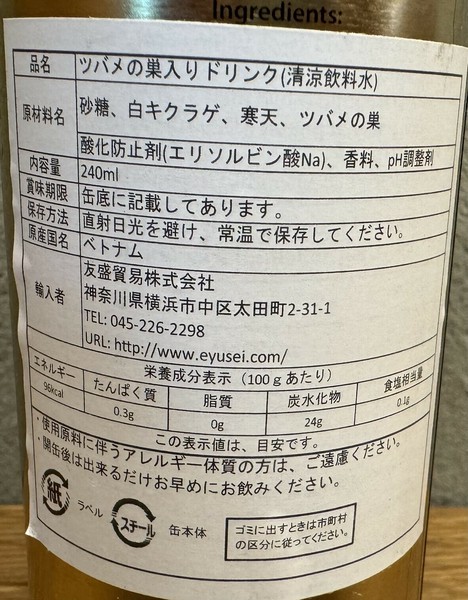 Ingredients:
品名 ツバメの巣入りドリンク(清涼飲料水)
原材料名 砂糖、白キクラゲ、寒天、ツバメの巣
酸化防止剤(エリソルビン酸Na)、香料、pH調整剤
内容量 240ml
賞味期限 缶底に記載してあります。
保存方法 直射日光を避け、常温で保存してください。
原産国名 ベトナム
輸入者 友盛貿易株式会社
神奈川県横浜市中区太田町2-31-1
TEL: 045-226-2298
URL: http://www.eyusei.com/
栄養成分表示（100gあたり）
エネルギー たんぱく質 脂質 炭水化物 食塩相当量
96kcal 0.3g 0g 24g 0.1g
この表示値は、目安です。
・使用原料に伴うアレルギー体質の方は、ご遠慮ください。
・開缶後は出来るだけお早めにお飲みください。
紙 ラベル スチール 缶本体
ゴミに出すときは市町村
の区分に従ってください。